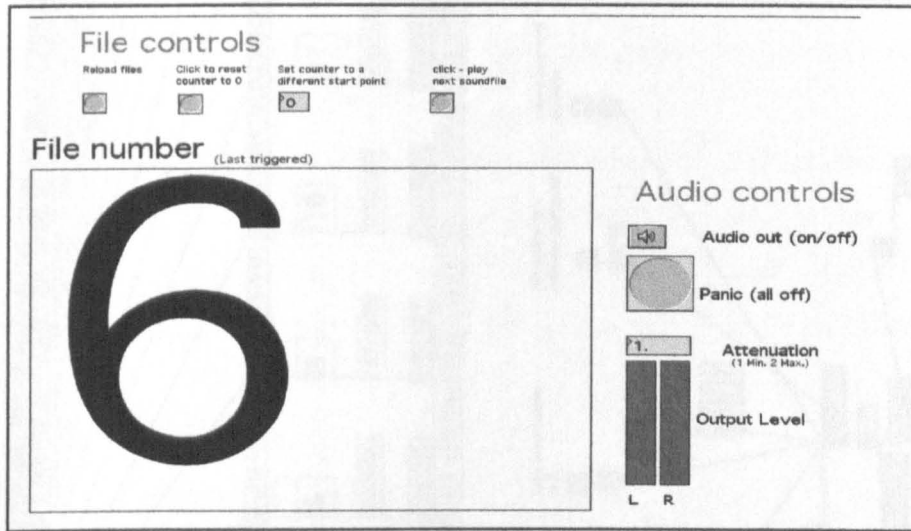 File controls
Reload files
Click to reset
counter to 0
Set counter to a
different start point
click - play
next soundfile
0
File number (Last triggered)
6
Audio controls
Audio out (on/off)
Panic (all off)
1.
Attenuation
(1 Min. 2 Max.)
Output Level
L R